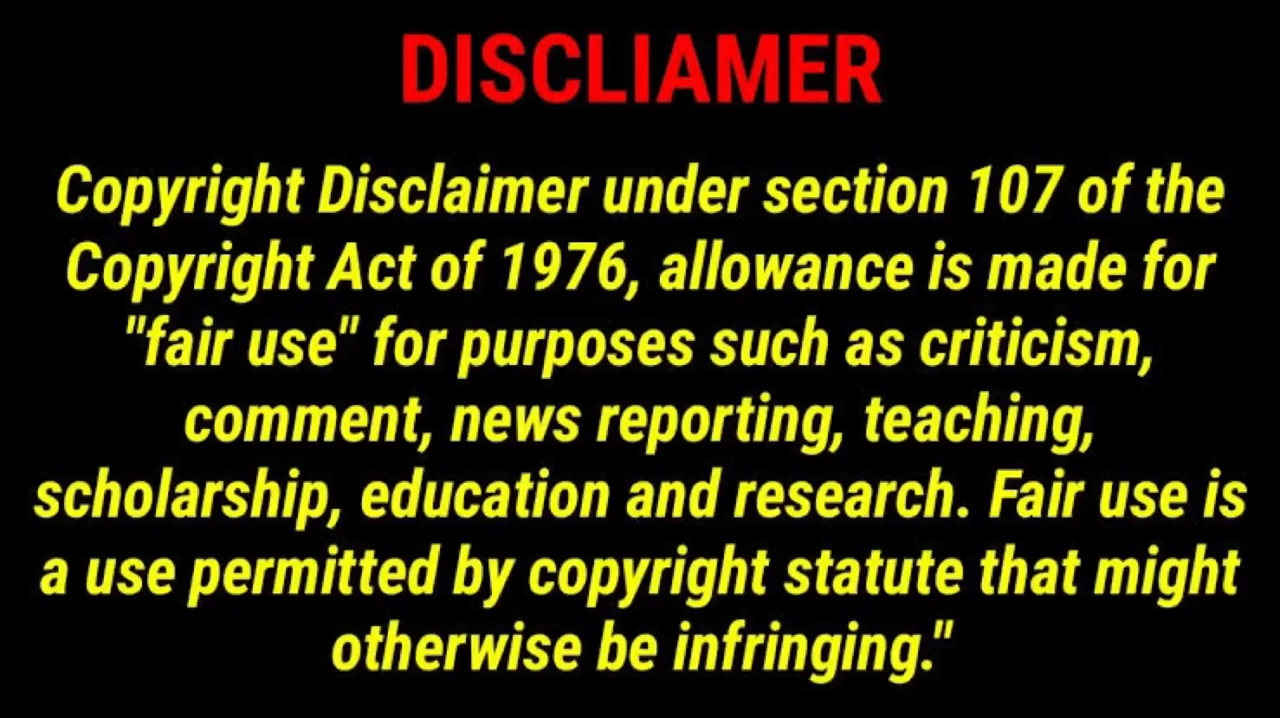 DISCLIAMER
Copyright Disclaimer under section 107 of the
Copyright Act of 1976, allowance is made for
"fair use" for purposes such as criticism,
comment, news reporting, teaching,
scholarship, education and research. Fair use is
a use permitted by copyright statute that might
otherwise be infringing."